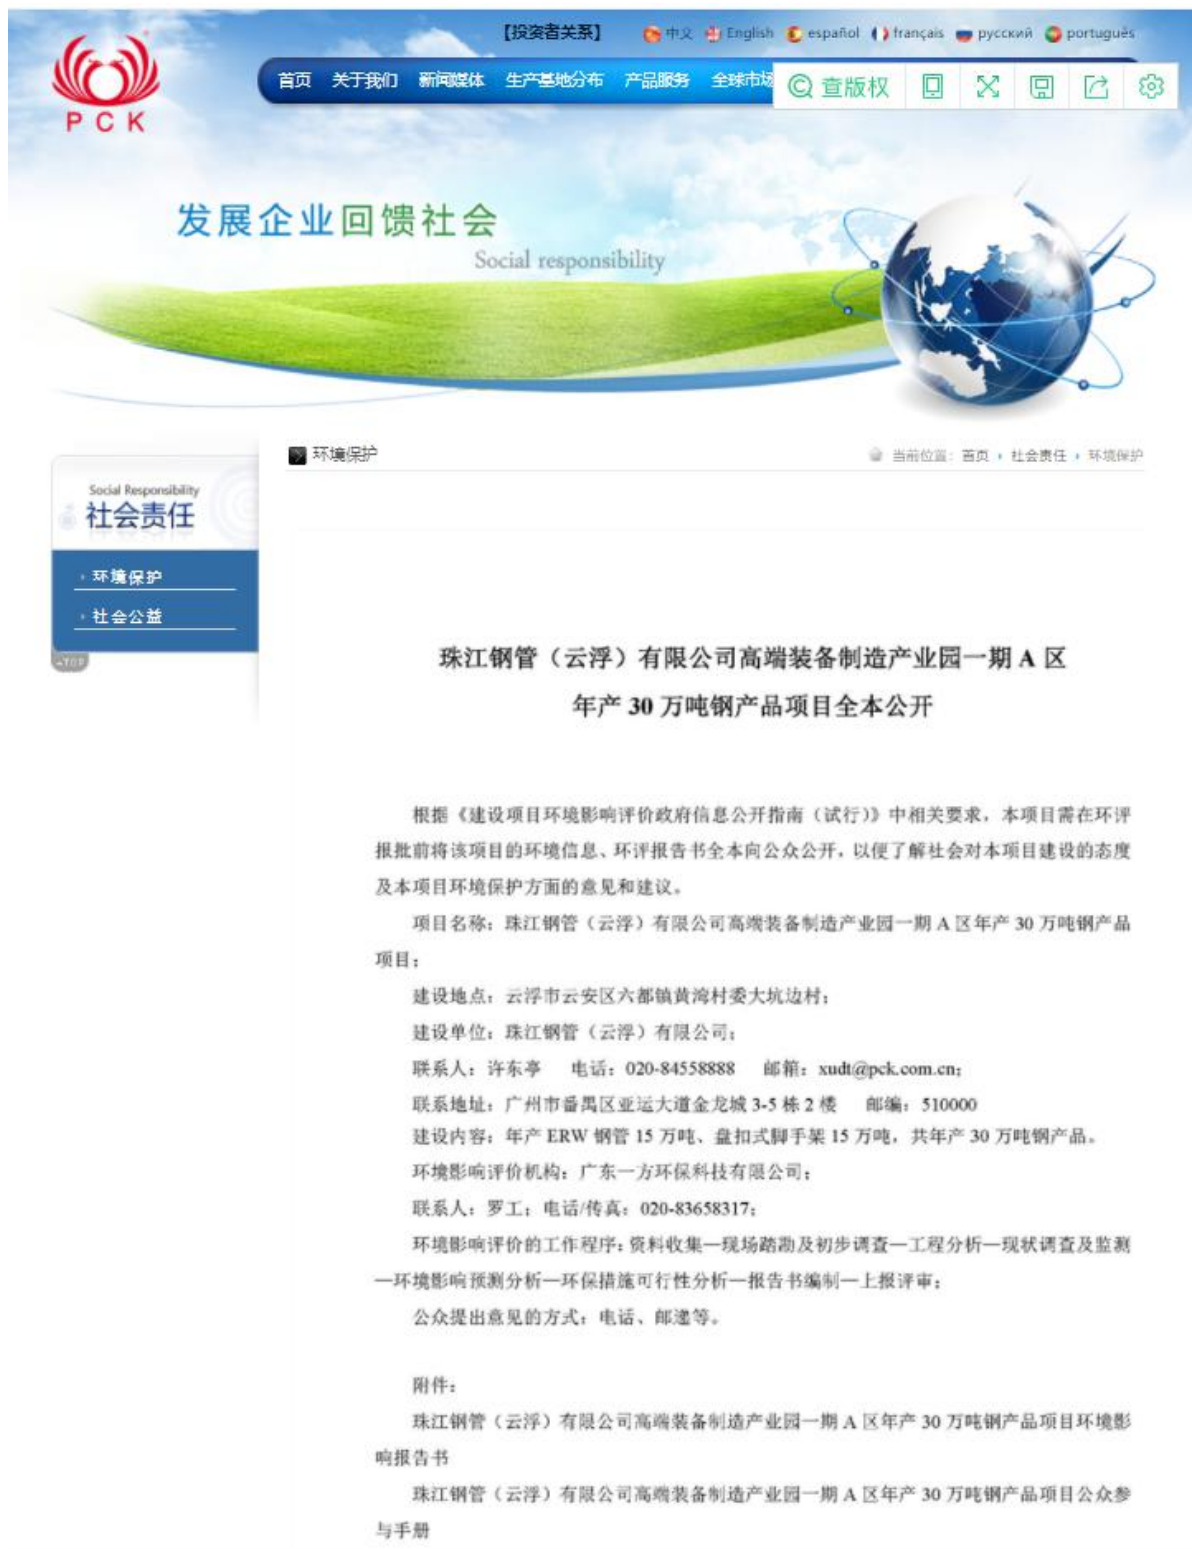 【投资者关系】 中文 English español français русский português
PCK
首页 关于我们 新闻媒体 生产基地分布 产品服务 全球市场
查版权
发展企业回馈社会
Social responsibility
环境保护
当前位置：首页 社会责任 环境保护
Social Responsibility
社会责任
环境保护
社会公益
TOP
珠江钢管（云浮）有限公司高端装备制造产业园一期 A 区
年产 30 万吨钢产品项目全本公开
根据《建设项目环境影响评价政府信息公开指南（试行）》中相关要求，本项目需在环评
报批前将该项目的环境信息、环评报告书全本向公众公开，以便了解社会对本项目建设的态度
及本项目环境保护方面的意见和建议。
项目名称：珠江钢管（云浮）有限公司高端装备制造产业园一期 A 区年产 30 万吨钢产品
项目；
建设地点：云浮市云安区六都镇黄湾村委大坑边村；
建设单位：珠江钢管（云浮）有限公司；
联系人：许东亭 电话：020-84558888 邮箱：xudt@pck.com.cn；
联系地址：广州市番禺区亚运大道金龙城 3-5 栋 2 楼 邮编：510000
建设内容：年产 ERW 钢管 15 万吨、盘扣式脚手架 15 万吨，共年产 30 万吨钢产品。
环境影响评价机构：广东一方环保科技有限公司；
联系人：罗工；电话/传真：020-83658317；
环境影响评价的工作程序：资料收集—现场踏勘及初步调查—工程分析—现状调查及监测
—环境影响预测分析—环保措施可行性分析—报告书编制—上报评审；
公众提出意见的方式：电话、邮递等。
附件：
珠江钢管（云浮）有限公司高端装备制造产业园一期 A 区年产 30 万吨钢产品项目环境影
响报告书
珠江钢管（云浮）有限公司高端装备制造产业园一期 A 区年产 30 万吨钢产品项目公众参
与手册